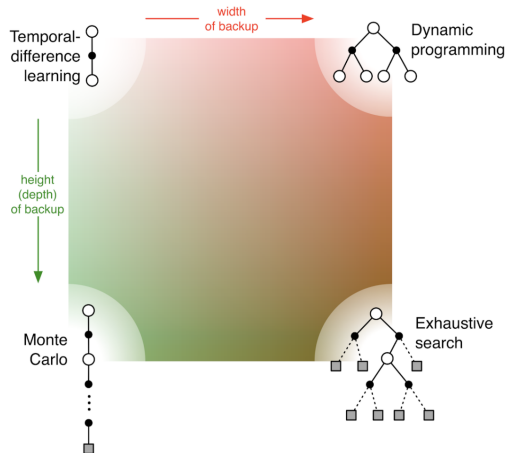 width
of backup
Temporal-
difference
learning
Dynamic
programming
height
(depth)
of backup
Monte
Carlo
Exhaustive
search